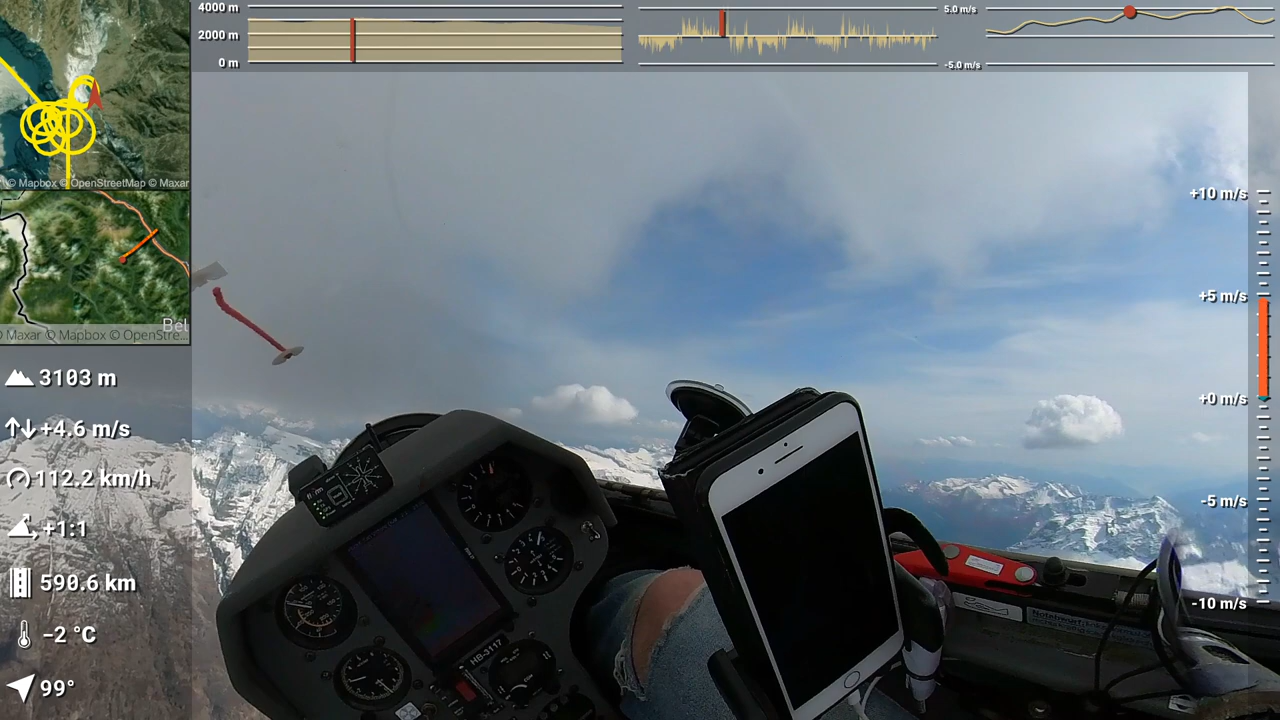 4000 m
2000 m
0 m
5.0 m/s
-5.0 m/s
© Mapbox © OpenStreetMap © Maxar
Bel
© Maxar © Mapbox © OpenStre...
3103 m
+4.6 m/s
112.2 km/h
+1:1
590.6 km
−2 °C
99°
+10 m/s
+5 m/s
+0 m/s
-5 m/s
-10 m/s
KB-3117